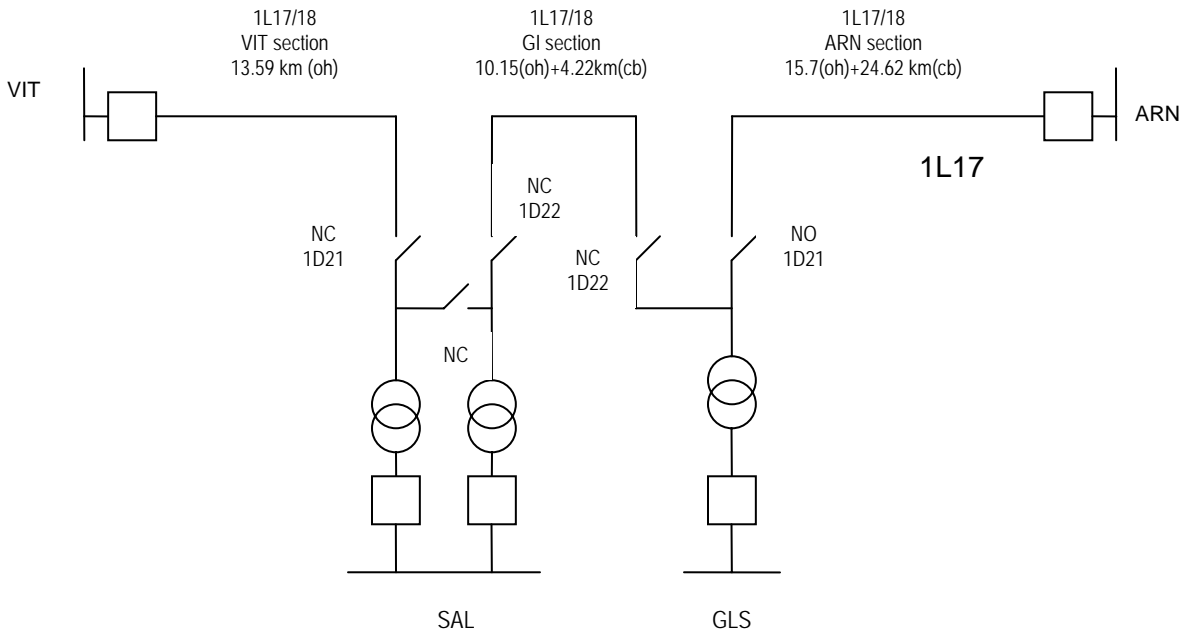 1L17/18
VIT section
13.59 km (oh)
1L17/18
GI section
10.15(oh)+4.22km(cb)
1L17/18
ARN section
15.7(oh)+24.62 km(cb)
VIT
ARN
1L17
NC
1D21
NC
1D22
NC
1D22
NO
1D21
NC
SAL
GLS